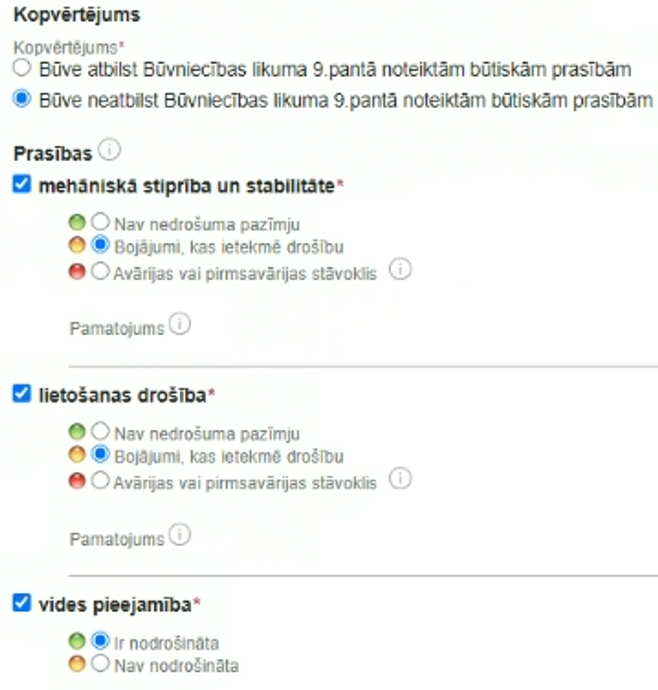 Kopvērtējums
Kopvērtējums*
Būve atbilst Būvniecības likuma 9.pantā noteiktām būtiskām prasībām
Būve neatbilst Būvniecības likuma 9.pantā noteiktām būtiskām prasībām
Prasības i
mehāniskā stiprība un stabilitāte*
Nav nedrošuma pazīmju
Bojājumi, kas ietekmē drošību
Avārijas vai pirmsavārijas stāvoklis i
Pamatojums i
lietošanas drošība*
Nav nedrošuma pazīmju
Bojājumi, kas ietekmē drošību
Avārijas vai pirmsavārijas stāvoklis i
Pamatojums i
vides pieejamība*
Ir nodrošināta
Nav nodrošināta